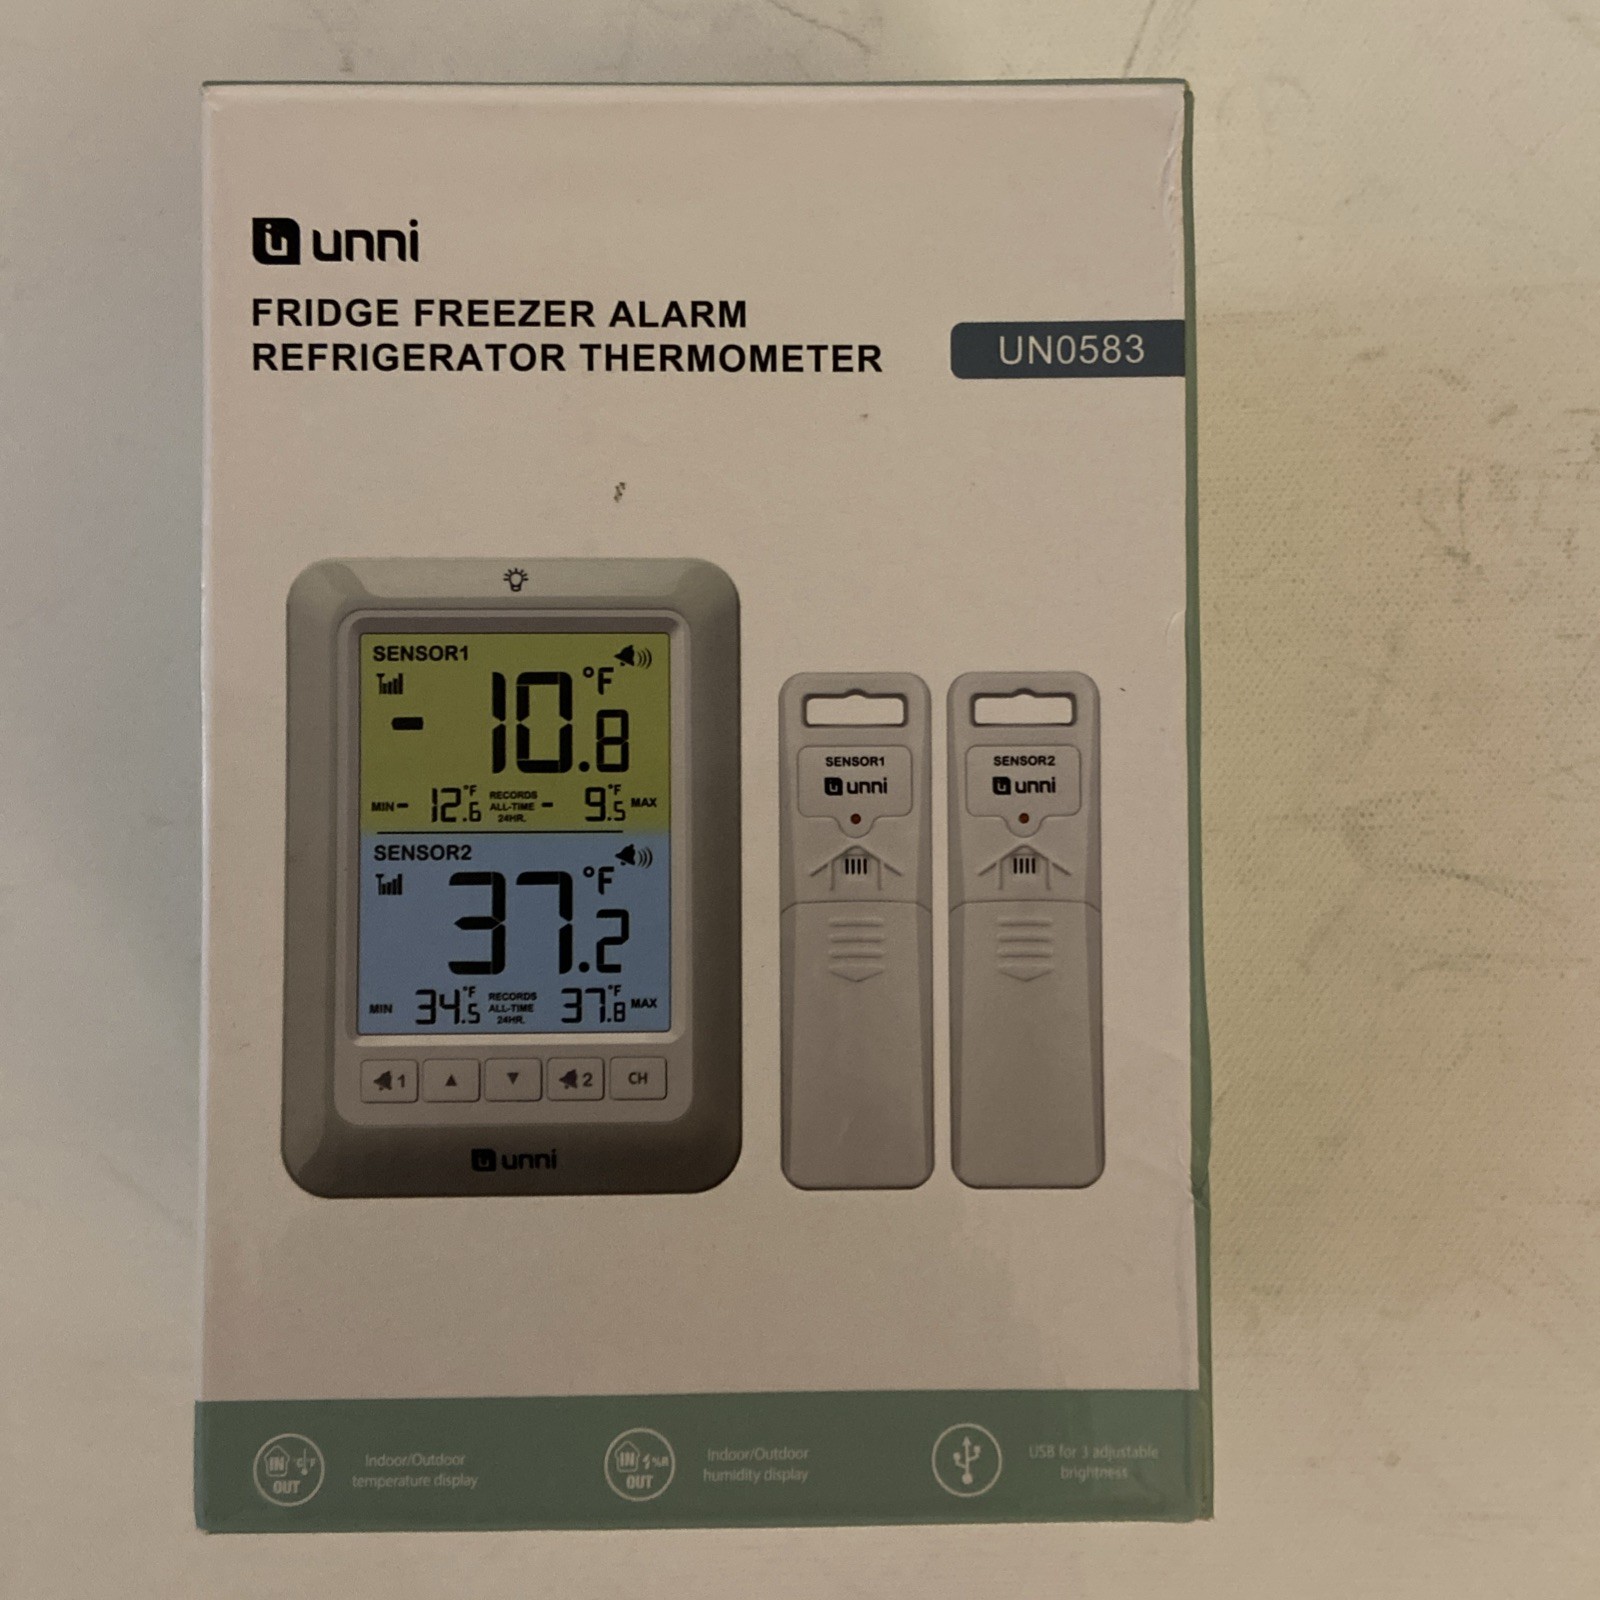 unni
FRIDGE FREEZER ALARM
REFRIGERATOR THERMOMETER
UN0583
SENSOR1
-10.8 °F
MIN -12.6 °F RECORDS ALL-TIME 24HR. -9.5 °F MAX
SENSOR2
37.2 °F
MIN 34.5 °F RECORDS ALL-TIME 24HR. 37.8 °F MAX
1 ▲ ▼ 2 CH
unni
SENSOR1
unni
SENSOR2
unni
IN °C °F
OUT
Indoor/Outdoor
temperature display
IN %R
OUT
Indoor/Outdoor
humidity display
USB for 3 adjustable
brightness